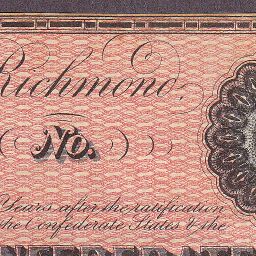 Richmond,
No.
Years after the ratification
the Confederate States & the